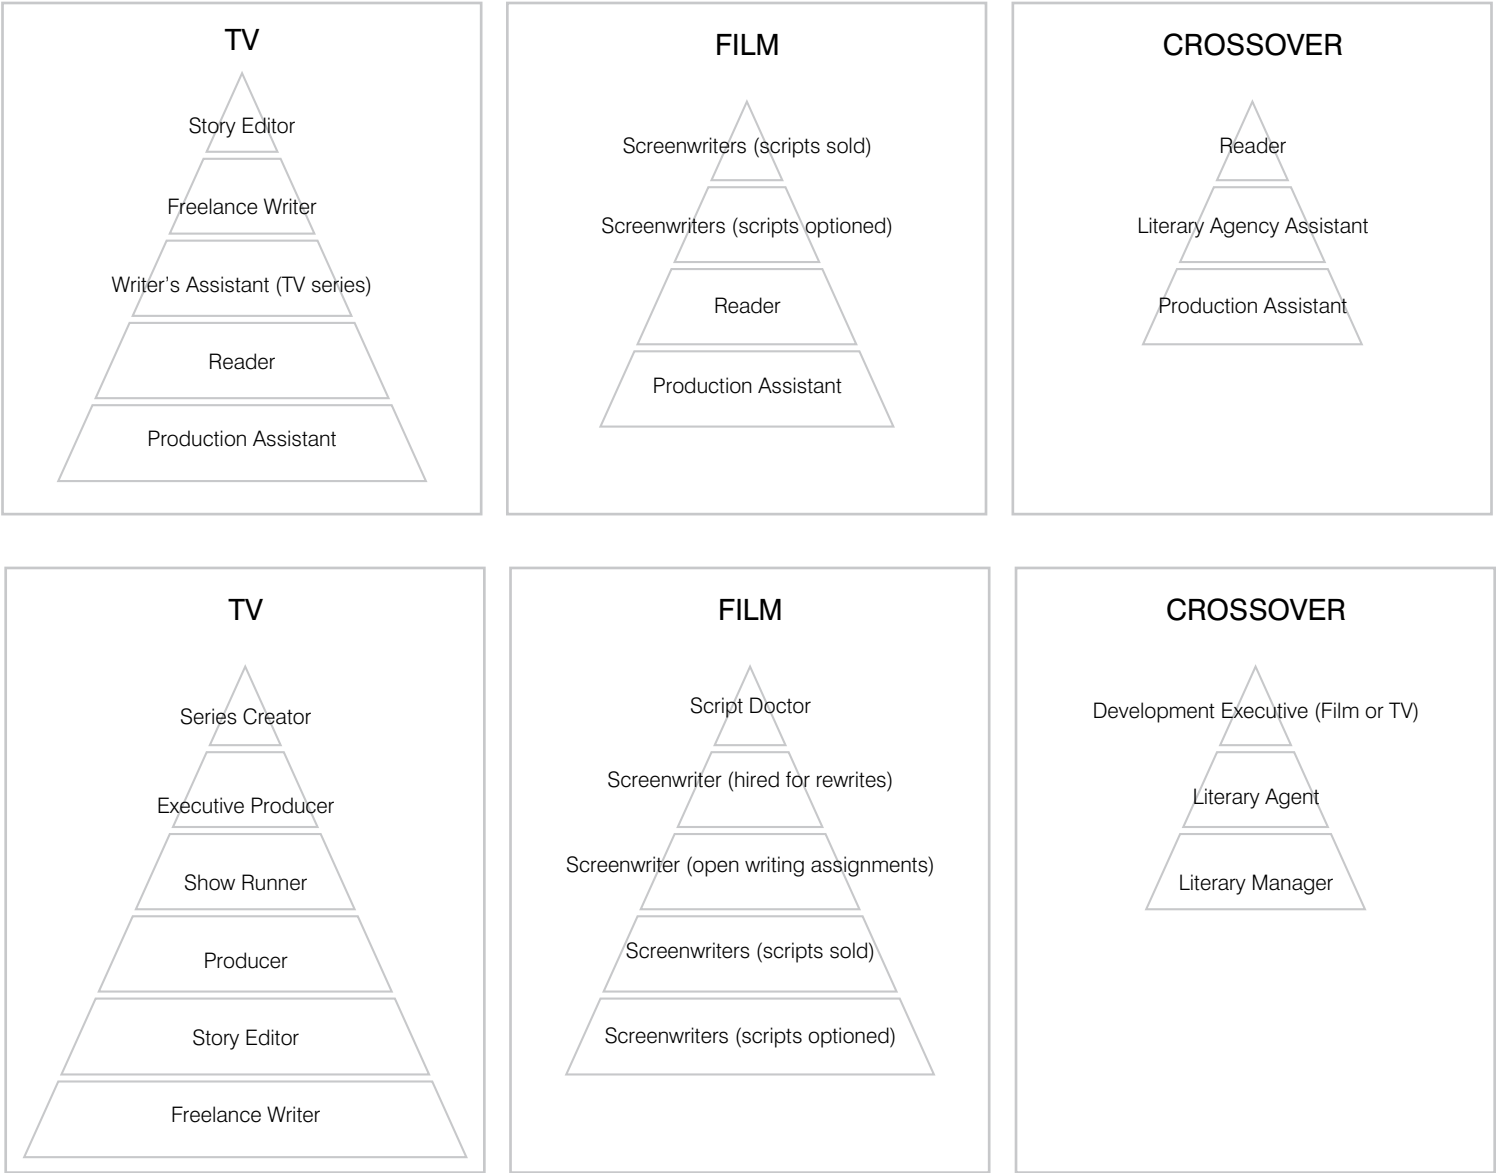 TV
Story Editor
Freelance Writer
Writer's Assistant (TV series)
Reader
Production Assistant
FILM
Screenwriters (scripts sold)
Screenwriters (scripts optioned)
Reader
Production Assistant
CROSSOVER
Reader
Literary Agency Assistant
Production Assistant
TV
Series Creator
Executive Producer
Show Runner
Producer
Story Editor
Freelance Writer
FILM
Script Doctor
Screenwriter (hired for rewrites)
Screenwriter (open writing assignments)
Screenwriters (scripts sold)
Screenwriters (scripts optioned)
CROSSOVER
Development Executive (Film or TV)
Literary Agent
Literary Manager